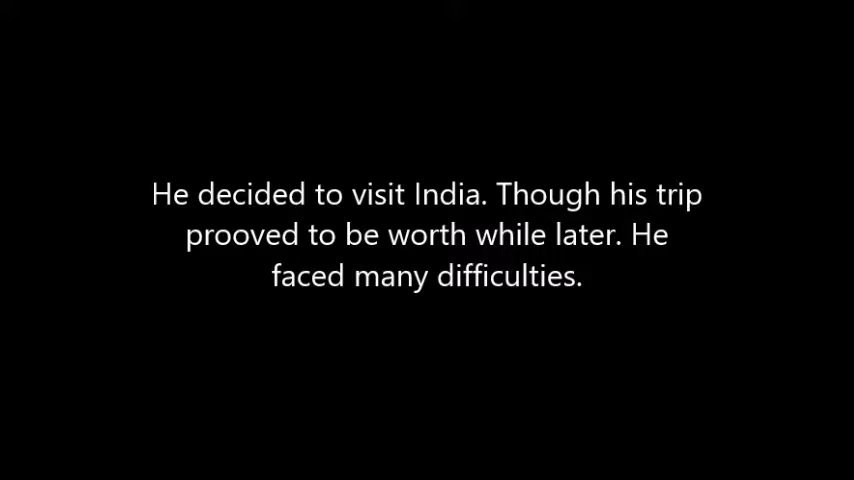 He decided to visit India. Though his trip
prooved to be worth while later. He
faced many difficulties.